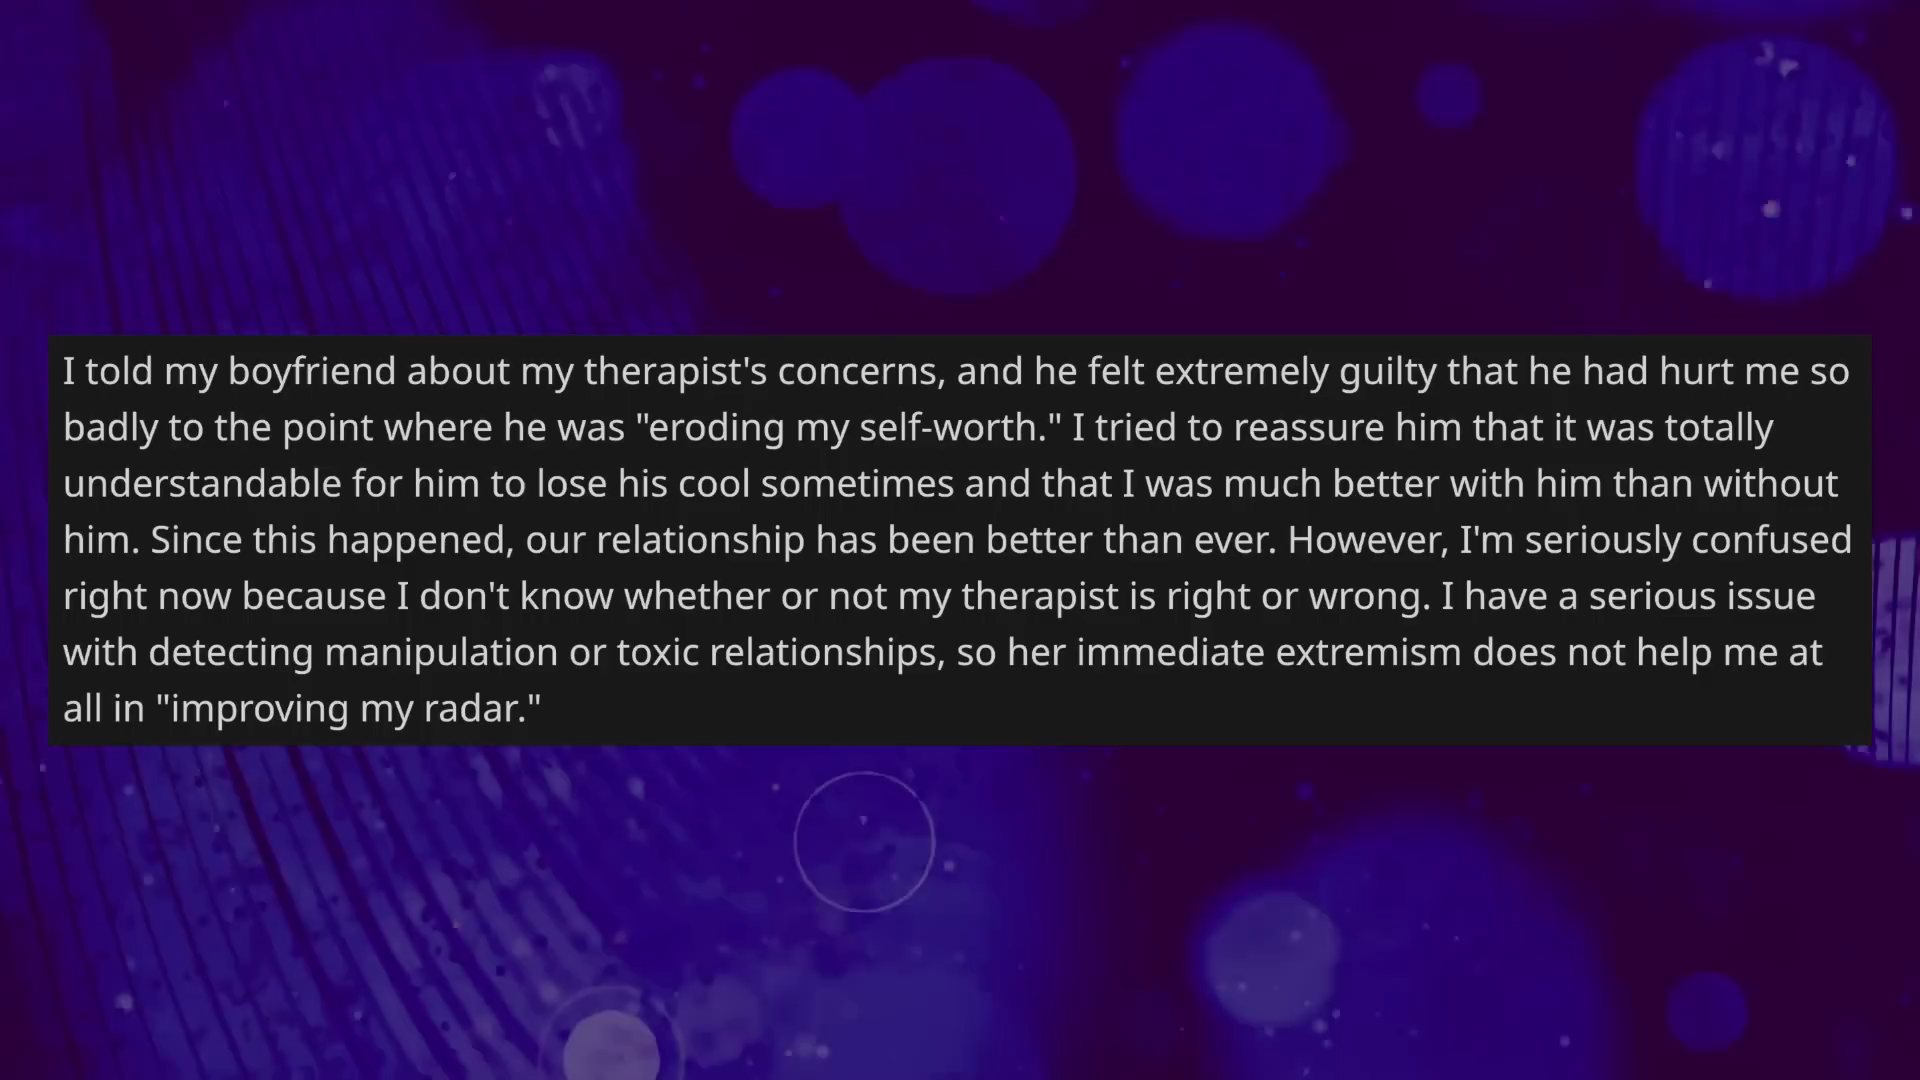 I told my boyfriend about my therapist's concerns, and he felt extremely guilty that he had hurt me so
badly to the point where he was "eroding my self-worth." I tried to reassure him that it was totally
understandable for him to lose his cool sometimes and that I was much better with him than without
him. Since this happened, our relationship has been better than ever. However, I'm seriously confused
right now because I don't know whether or not my therapist is right or wrong. I have a serious issue
with detecting manipulation or toxic relationships, so her immediate extremism does not help me at
all in "improving my radar."